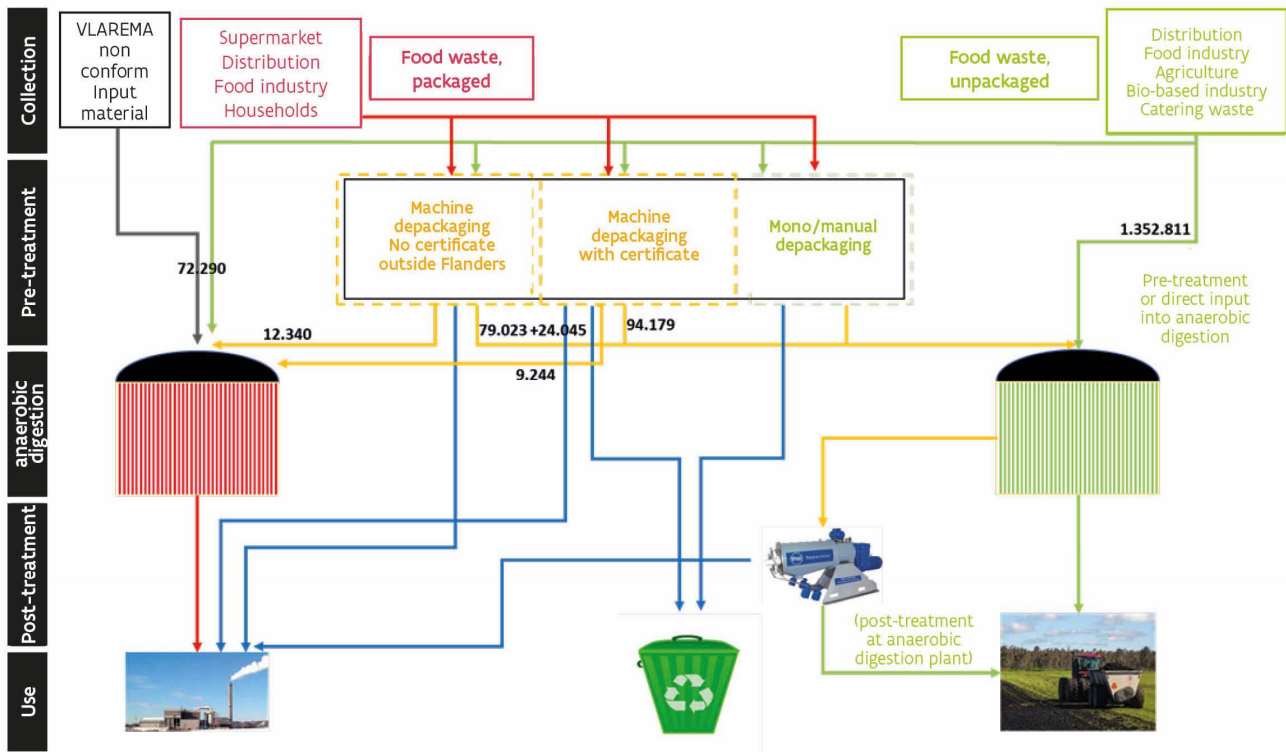 Collection
VLAREMA
non
conform
Input
material
Supermarket
Distribution
Food industry
Households
Food waste,
packaged
Food waste,
unpackaged
Distribution
Food industry
Agriculture
Bio-based industry
Catering waste
Pre-treatment
Machine
depackaging
No certificate
outside Flanders
Machine
depackaging
with certificate
Mono/manual
depackaging
1.352.811
72.290
Pre-treatment
or direct input
into anaerobic
digestion
12.340
79.023 +24.045
94.179
9.244
anaerobic
digestion
Post-treatment
(post-treatment
at anaerobic
digestion plant)
Use